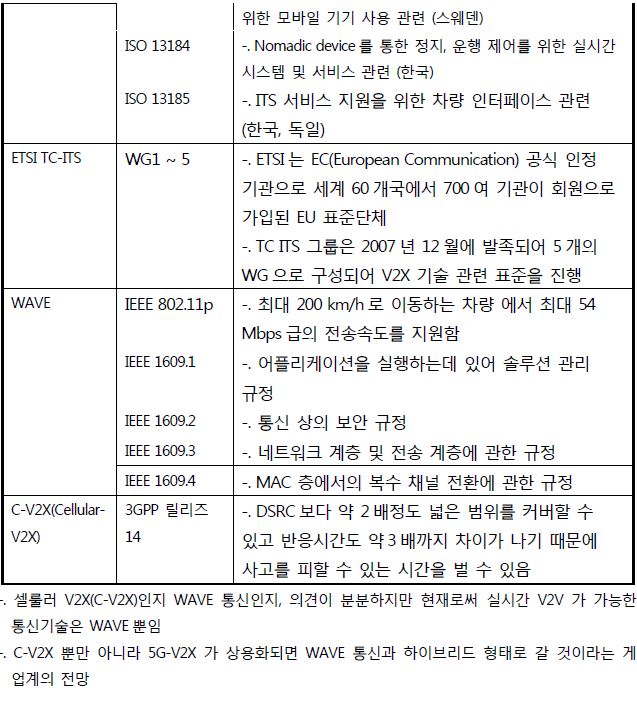 위한 모바일 기기 사용 관련 (스웨덴)
ISO 13184 -. Nomadic device 를 통한 정지, 운행 제어를 위한 실시간
시스템 및 서비스 관련 (한국)
ISO 13185 -. ITS 서비스 지원을 위한 차량 인터페이스 관련
(한국, 독일)
ETSI TC-ITS WG1 ~ 5 -. ETSI 는 EC(European Communication) 공식 인정
기관으로 세계 60 개국에서 700 여 기관이 회원으로
가입된 EU 표준단체
-. TC ITS 그룹은 2007 년 12 월에 발족되어 5 개의
WG 으로 구성되어 V2X 기술 관련 표준을 진행
WAVE IEEE 802.11p -. 최대 200 km/h 로 이동하는 차량 에서 최대 54
Mbps 급의 전송속도를 지원함
IEEE 1609.1 -. 어플리케이션을 실행하는데 있어 솔루션 관리
규정
IEEE 1609.2 -. 통신 상의 보안 규정
IEEE 1609.3 -. 네트워크 계층 및 전송 계층에 관한 규정
IEEE 1609.4 -. MAC 층에서의 복수 채널 전환에 관한 규정
C-V2X(Cellular- 3GPP 릴리즈 -. DSRC 보다 약 2 배정도 넓은 범위를 커버할 수
V2X) 14 있고 반응시간도 약 3 배까지 차이가 나기 때문에
사고를 피할 수 있는 시간을 벌 수 있음
-. 셀룰러 V2X(C-V2X)인지 WAVE 통신인지, 의견이 분분하지만 현재로써 실시간 V2V 가 가능한
통신기술은 WAVE 뿐임
-. C-V2X 뿐만 아니라 5G-V2X 가 상용화되면 WAVE 통신과 하이브리드 형태로 갈 것이라는 게
업계의 전망